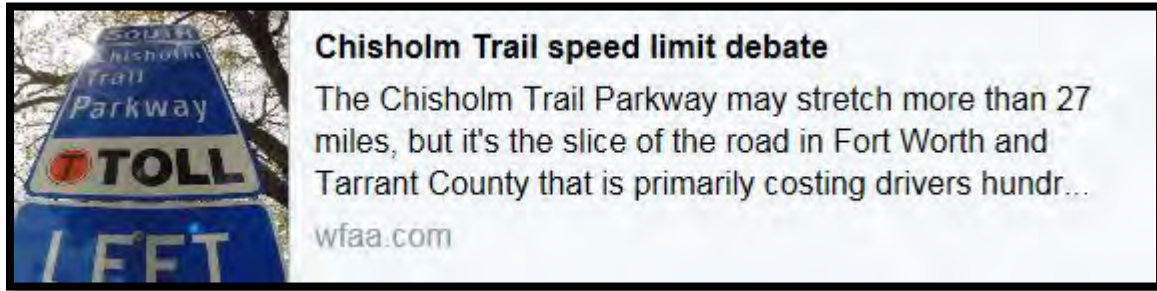 SOUTH
Chisholm
Trail
Parkway
T TOLL
LEFT
Chisholm Trail speed limit debate
The Chisholm Trail Parkway may stretch more than 27
miles, but it's the slice of the road in Fort Worth and
Tarrant County that is primarily costing drivers hundr...
wfaa.com